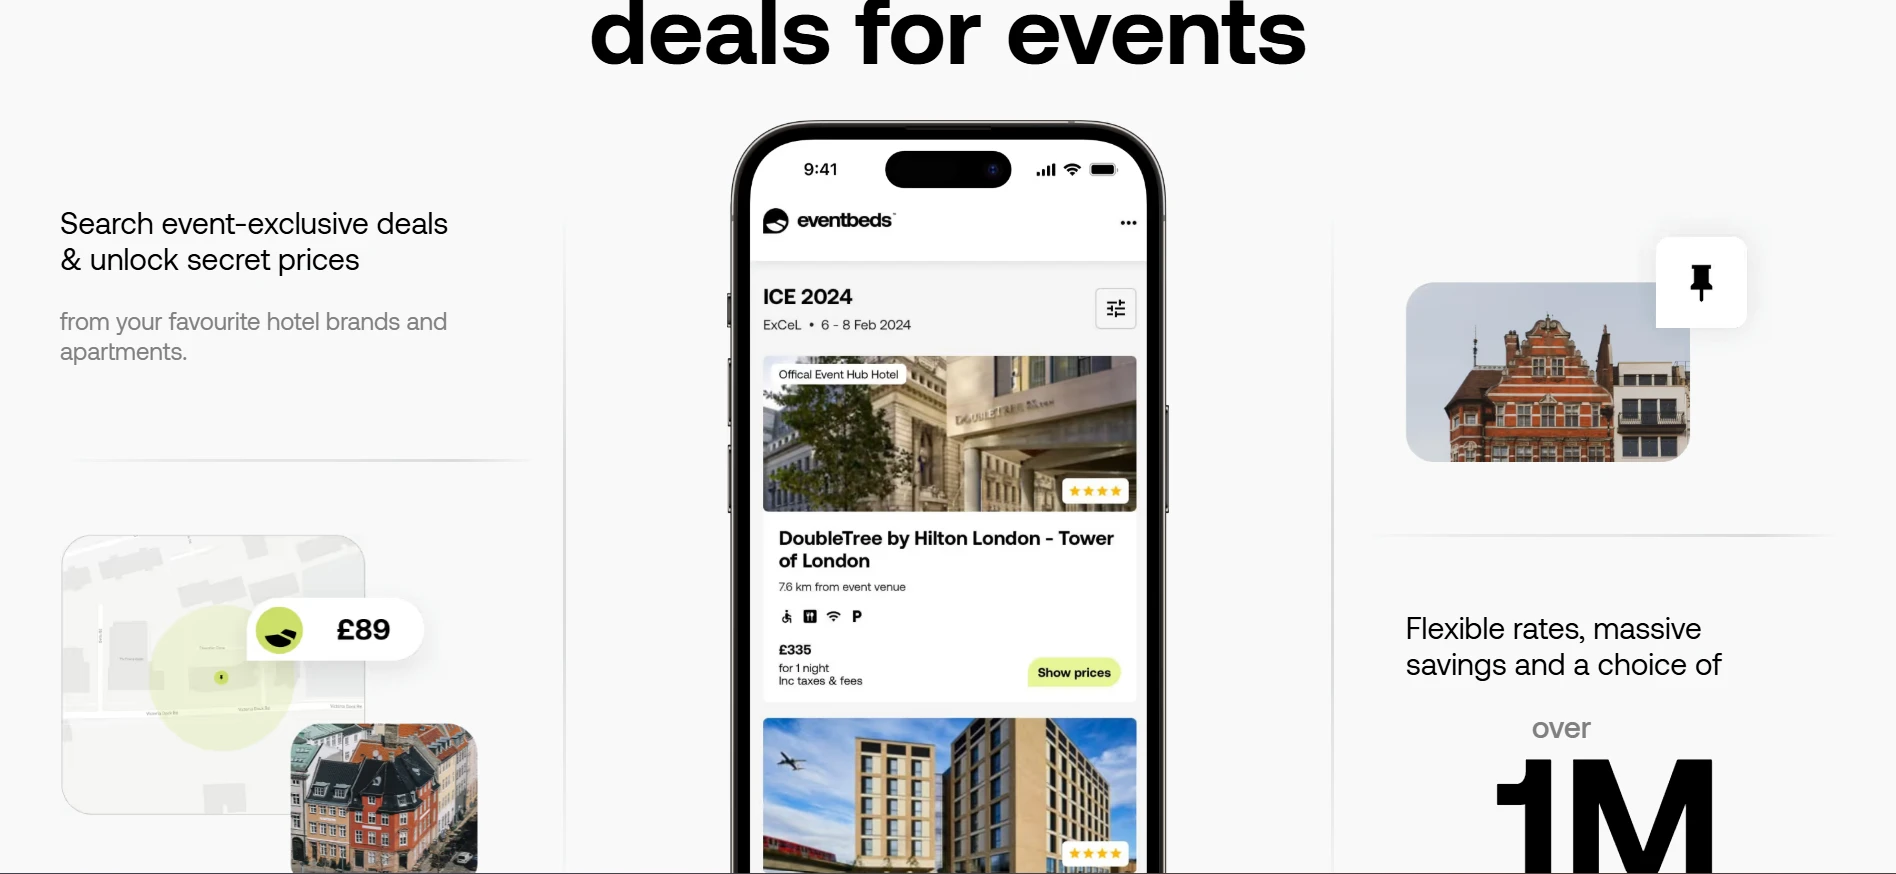 deals for events
Search event-exclusive deals
& unlock secret prices
from your favourite hotel brands and
apartments.
£89
9:41
eventbeds
ICE 2024
ExCeL • 6 - 8 Feb 2024
Offical Event Hub Hotel
DOUBLETREE
DoubleTree by Hilton London - Tower
of London
7.6 km from event venue
P
£335
for 1 night
Inc taxes & fees
Show prices
Flexible rates, massive
savings and a choice of
over
1M